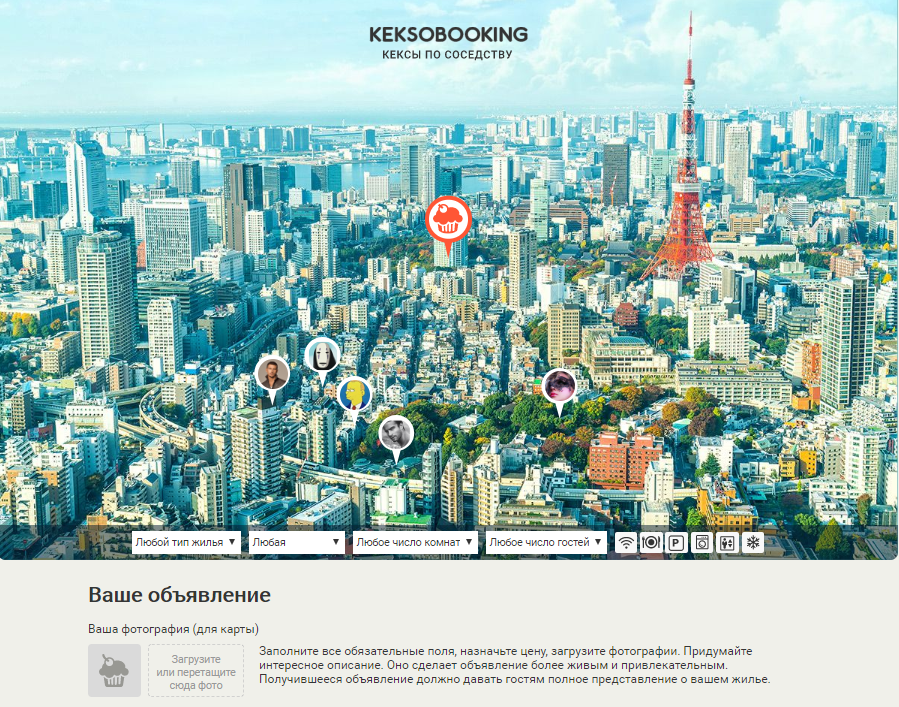 KEKSOBOOKING
КЕКСЫ ПО СОСЕДСТВУ
Любой тип жилья
Любая
Любое число комнат
Любое число гостей
P
Ваше объявление
Ваша фотография (для карты)
Загрузите
или перетащите
сюда фото
Заполните все обязательные поля, назначьте цену, загрузите фотографии. Придумайте
интересное описание. Оно сделает объявление более живым и привлекательным.
Получившееся объявление должно давать гостям полное представление о вашем жилье.